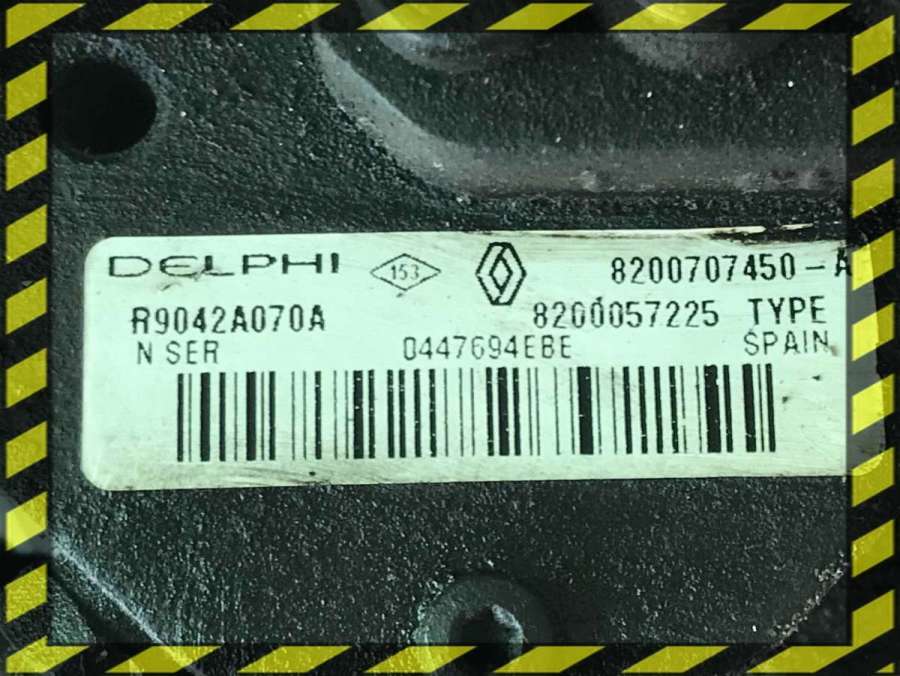 DELPHI 153 8200707450-A
R9042A070A 8200057225 TYPE
N SER 0447694EBE SPAIN